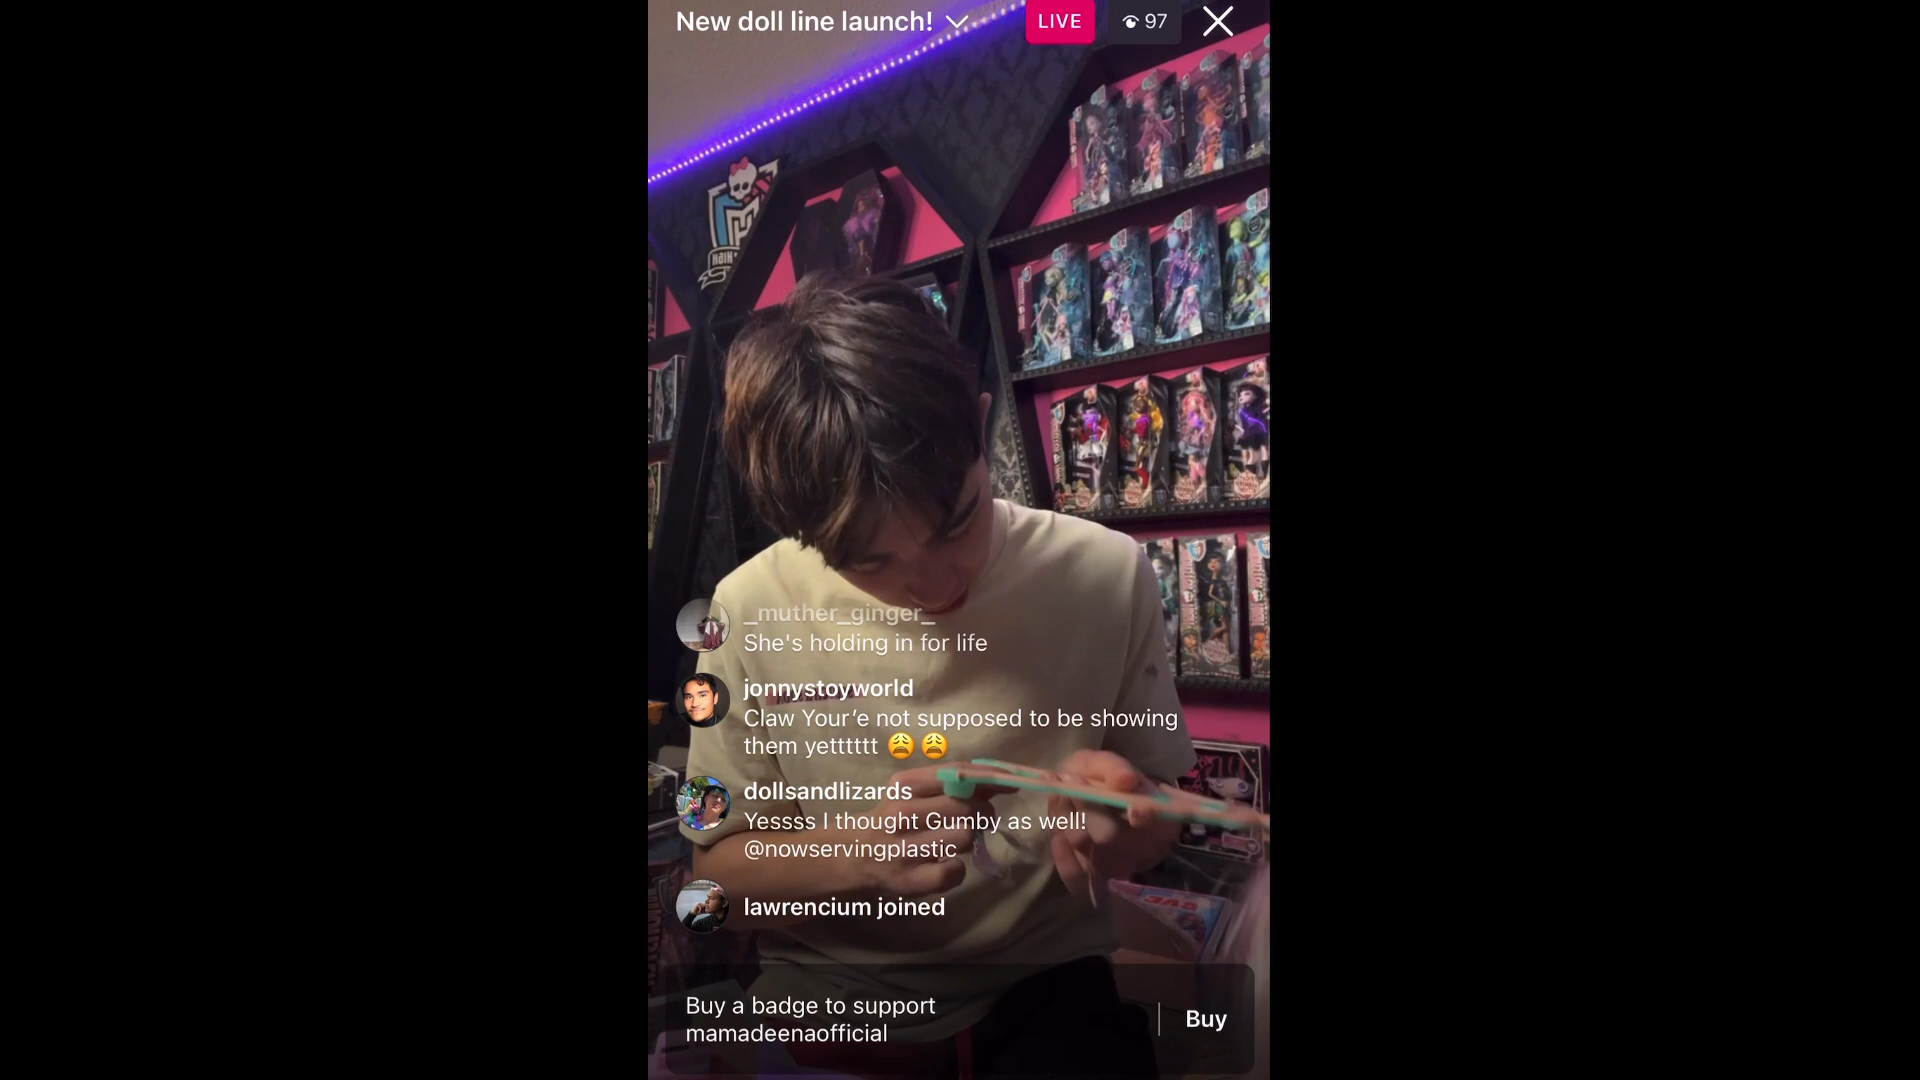 New doll line launch!
LIVE
97
_muther_ginger_
She's holding in for life
jonnystoyworld
Claw Your’e not supposed to be showing
them yetttttt 😩😩
dollsandlizards
Yessss I thought Gumby as well!
@nowservingplastic
lawrencium joined
Buy a badge to support
mamadeenaofficial
Buy